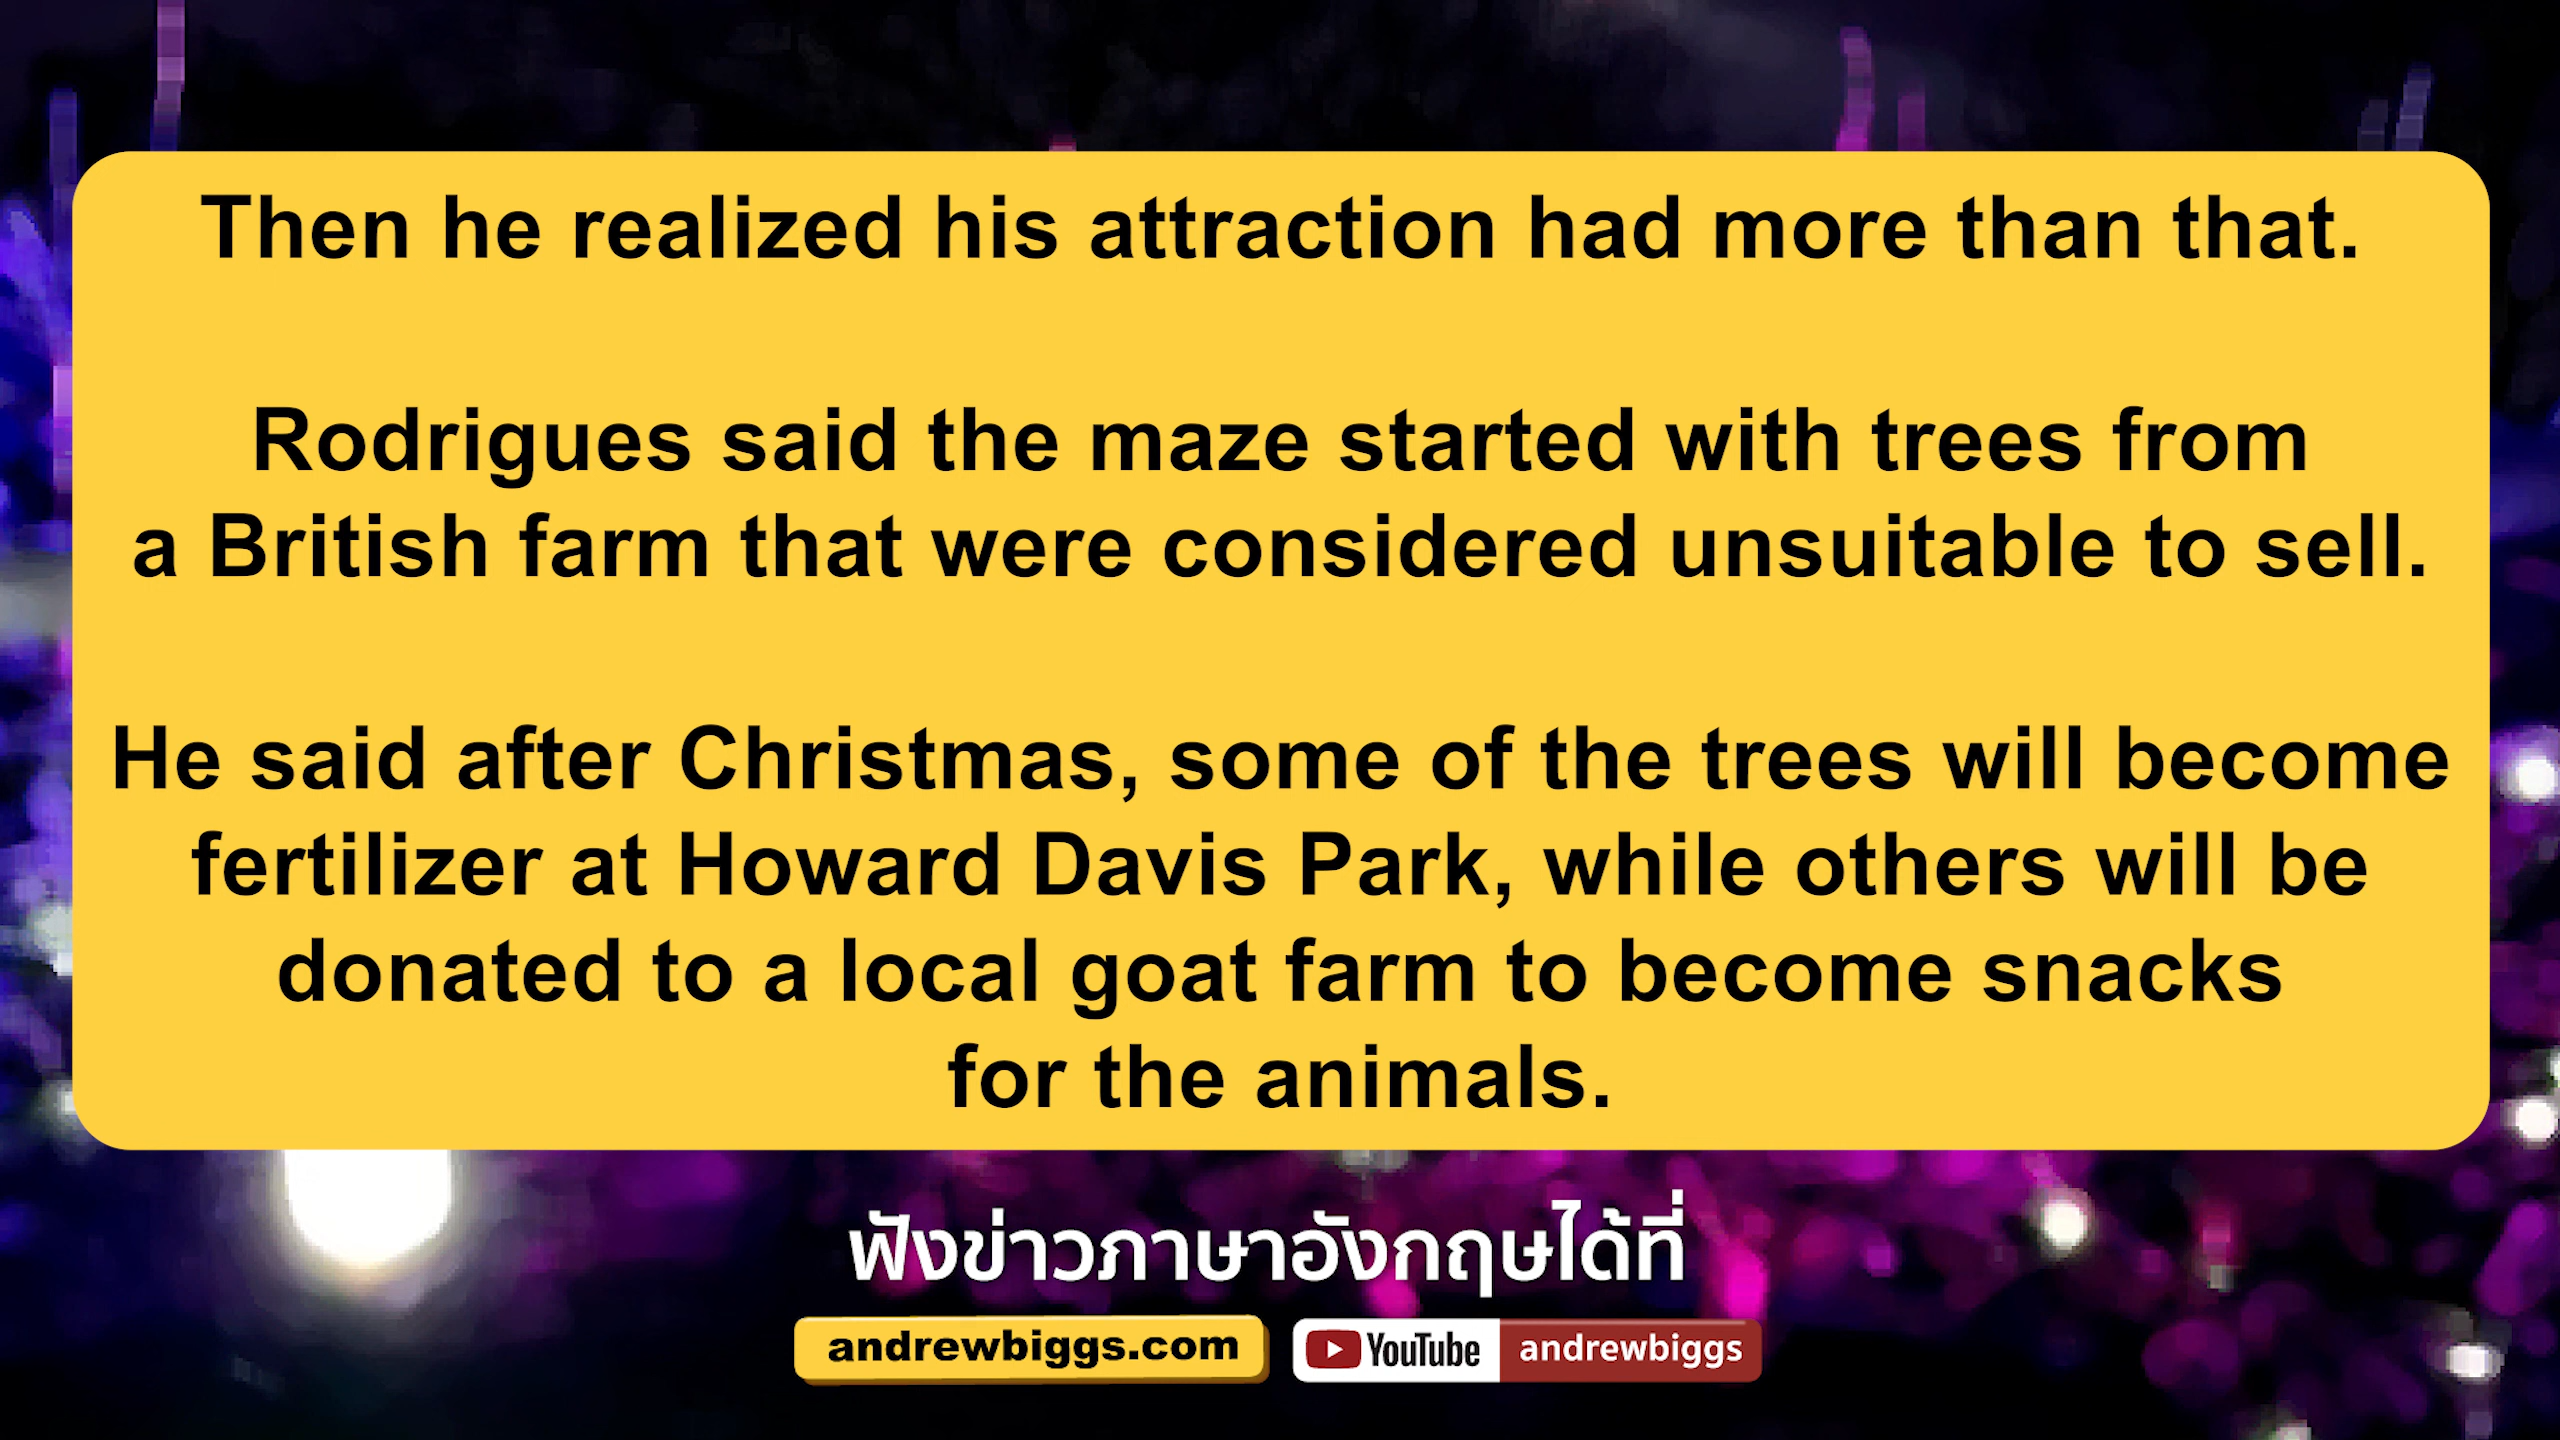 Then he realized his attraction had more than that.
Rodrigues said the maze started with trees from
a British farm that were considered unsuitable to sell.
He said after Christmas, some of the trees will become
fertilizer at Howard Davis Park, while others will be
donated to a local goat farm to become snacks
for the animals.
ฟังข่าวภาษาอังกฤษได้ที่
andrewbiggs.com YouTube andrewbiggs